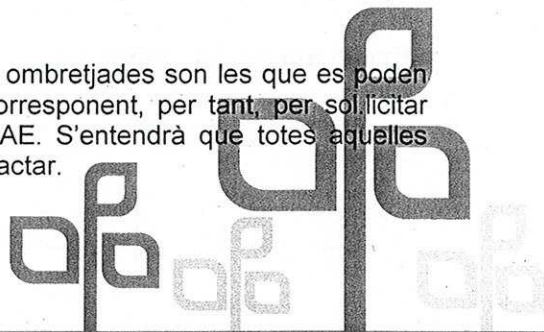 ombretjades son les que es poden
orresponent, per tant, per sol.licitar
AE. S'entendrà que totes aquelles
actar.